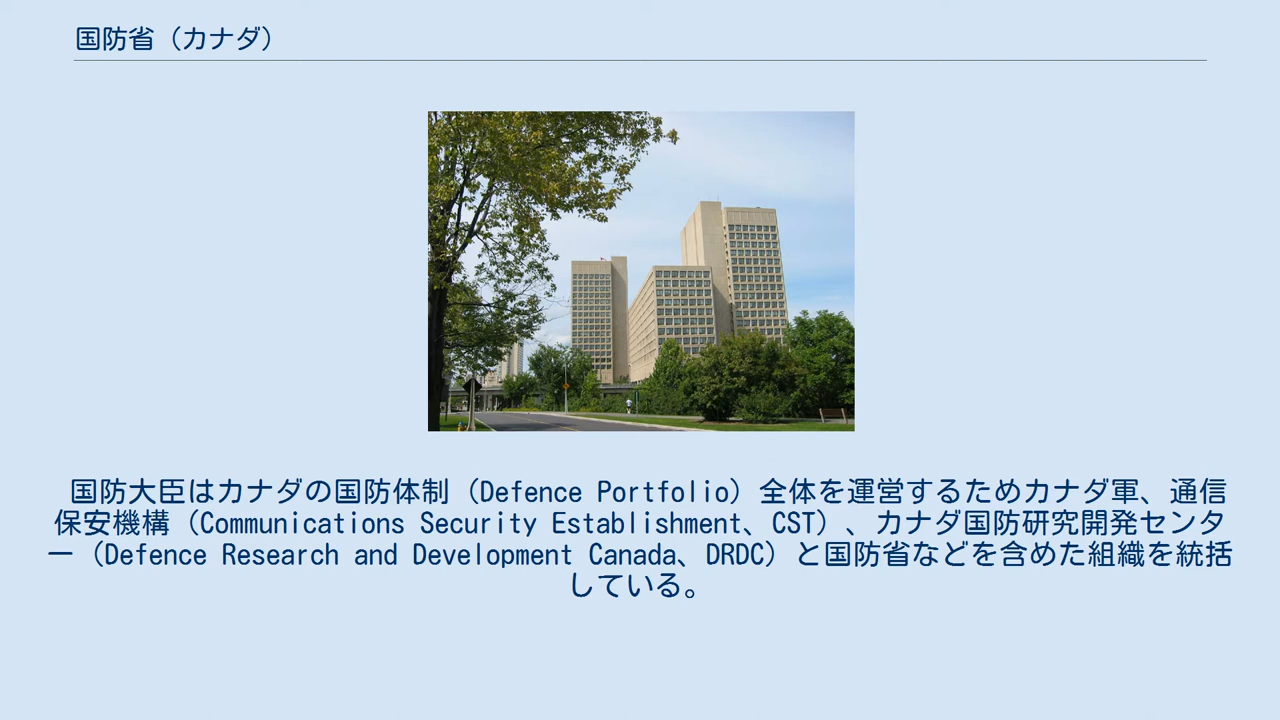 国防省（カナダ）
国防大臣はカナダの国防体制（Defence Portfolio）全体を運営するためカナダ軍、通信
保安機構（Communications Security Establishment、CST）、カナダ国防研究開発センタ
ー（Defence Research and Development Canada、DRDC）と国防省などを含めた組織を統括
している。